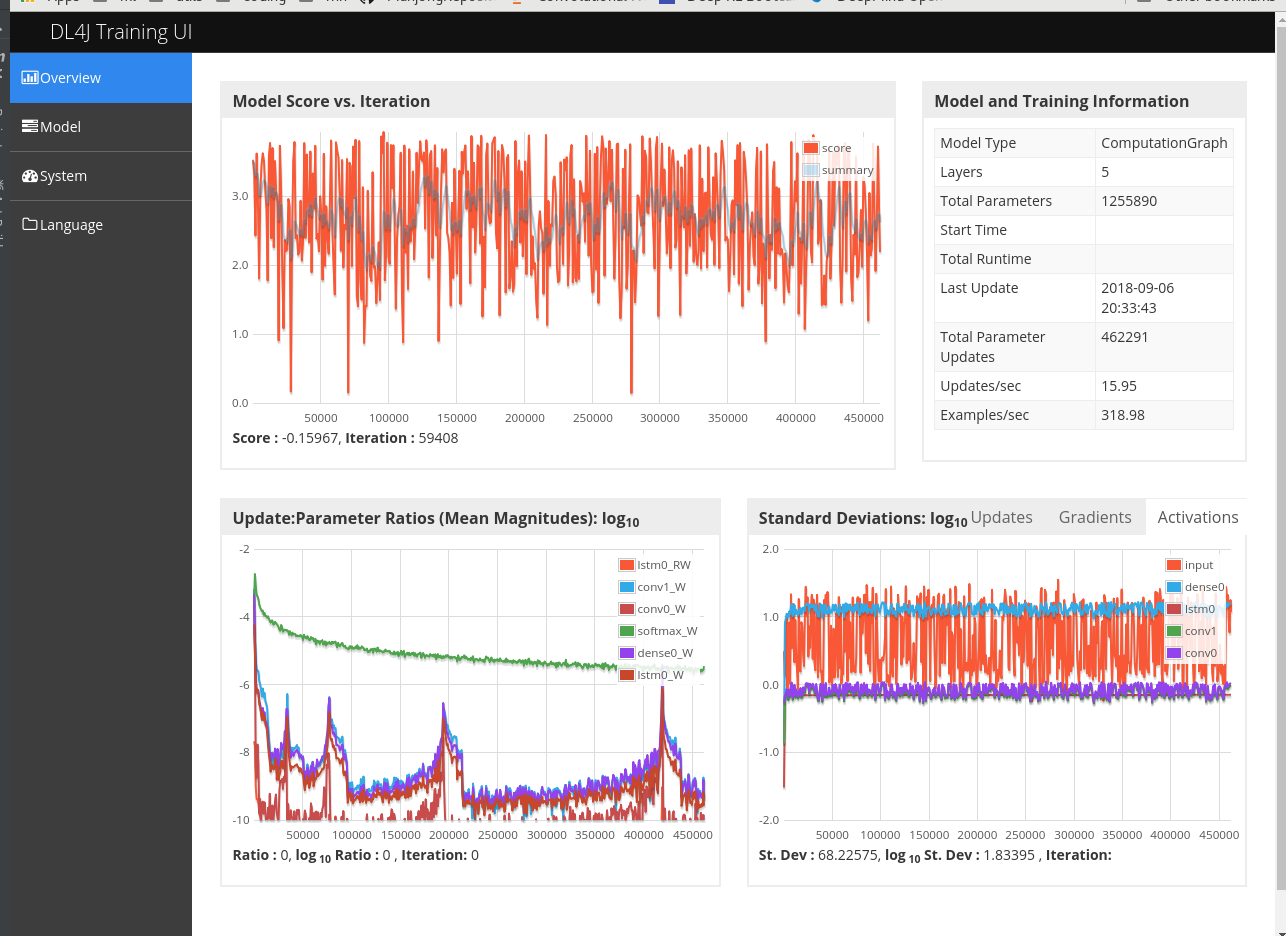 Apps
DL4J Training UI
Overview
Model
System
Language
Model Score vs. Iteration
score
summary
3.0
2.0
1.0
0.0
50000 100000 150000 200000 250000 300000 350000 400000 450000
Score : -0.15967, Iteration : 59408
Model and Training Information
Model Type ComputationGraph
Layers 5
Total Parameters 1255890
Start Time
Total Runtime
Last Update 2018-09-06
20:33:43
Total Parameter
Updates 462291
Updates/sec 15.95
Examples/sec 318.98
Update:Parameter Ratios (Mean Magnitudes): log10
-2
-4
-6
-8
-10
lstm0_RW
conv1_W
conv0_W
softmax_W
dense0_W
lstm0_W
50000 100000 150000 200000 250000 300000 350000 400000 450000
Ratio : 0, log 10 Ratio : 0 , Iteration: 0
Standard Deviations: log10 Updates Gradients Activations
2.0
1.0
0.0
-1.0
-2.0
input
dense0
lstm0
conv1
conv0
50000 100000 150000 200000 250000 300000 350000 400000 450000
St. Dev : 68.22575, log 10 St. Dev : 1.83395 , Iteration: